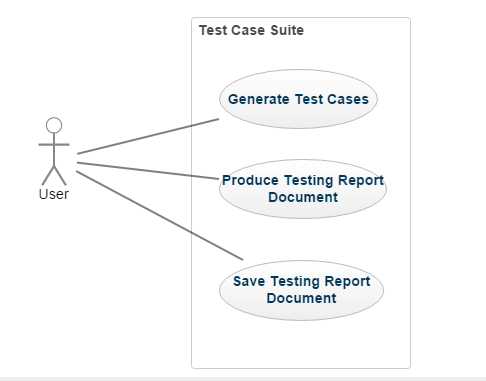 Test Case Suite
Generate Test Cases
Produce Testing Report
Document
User
Save Testing Report
Document